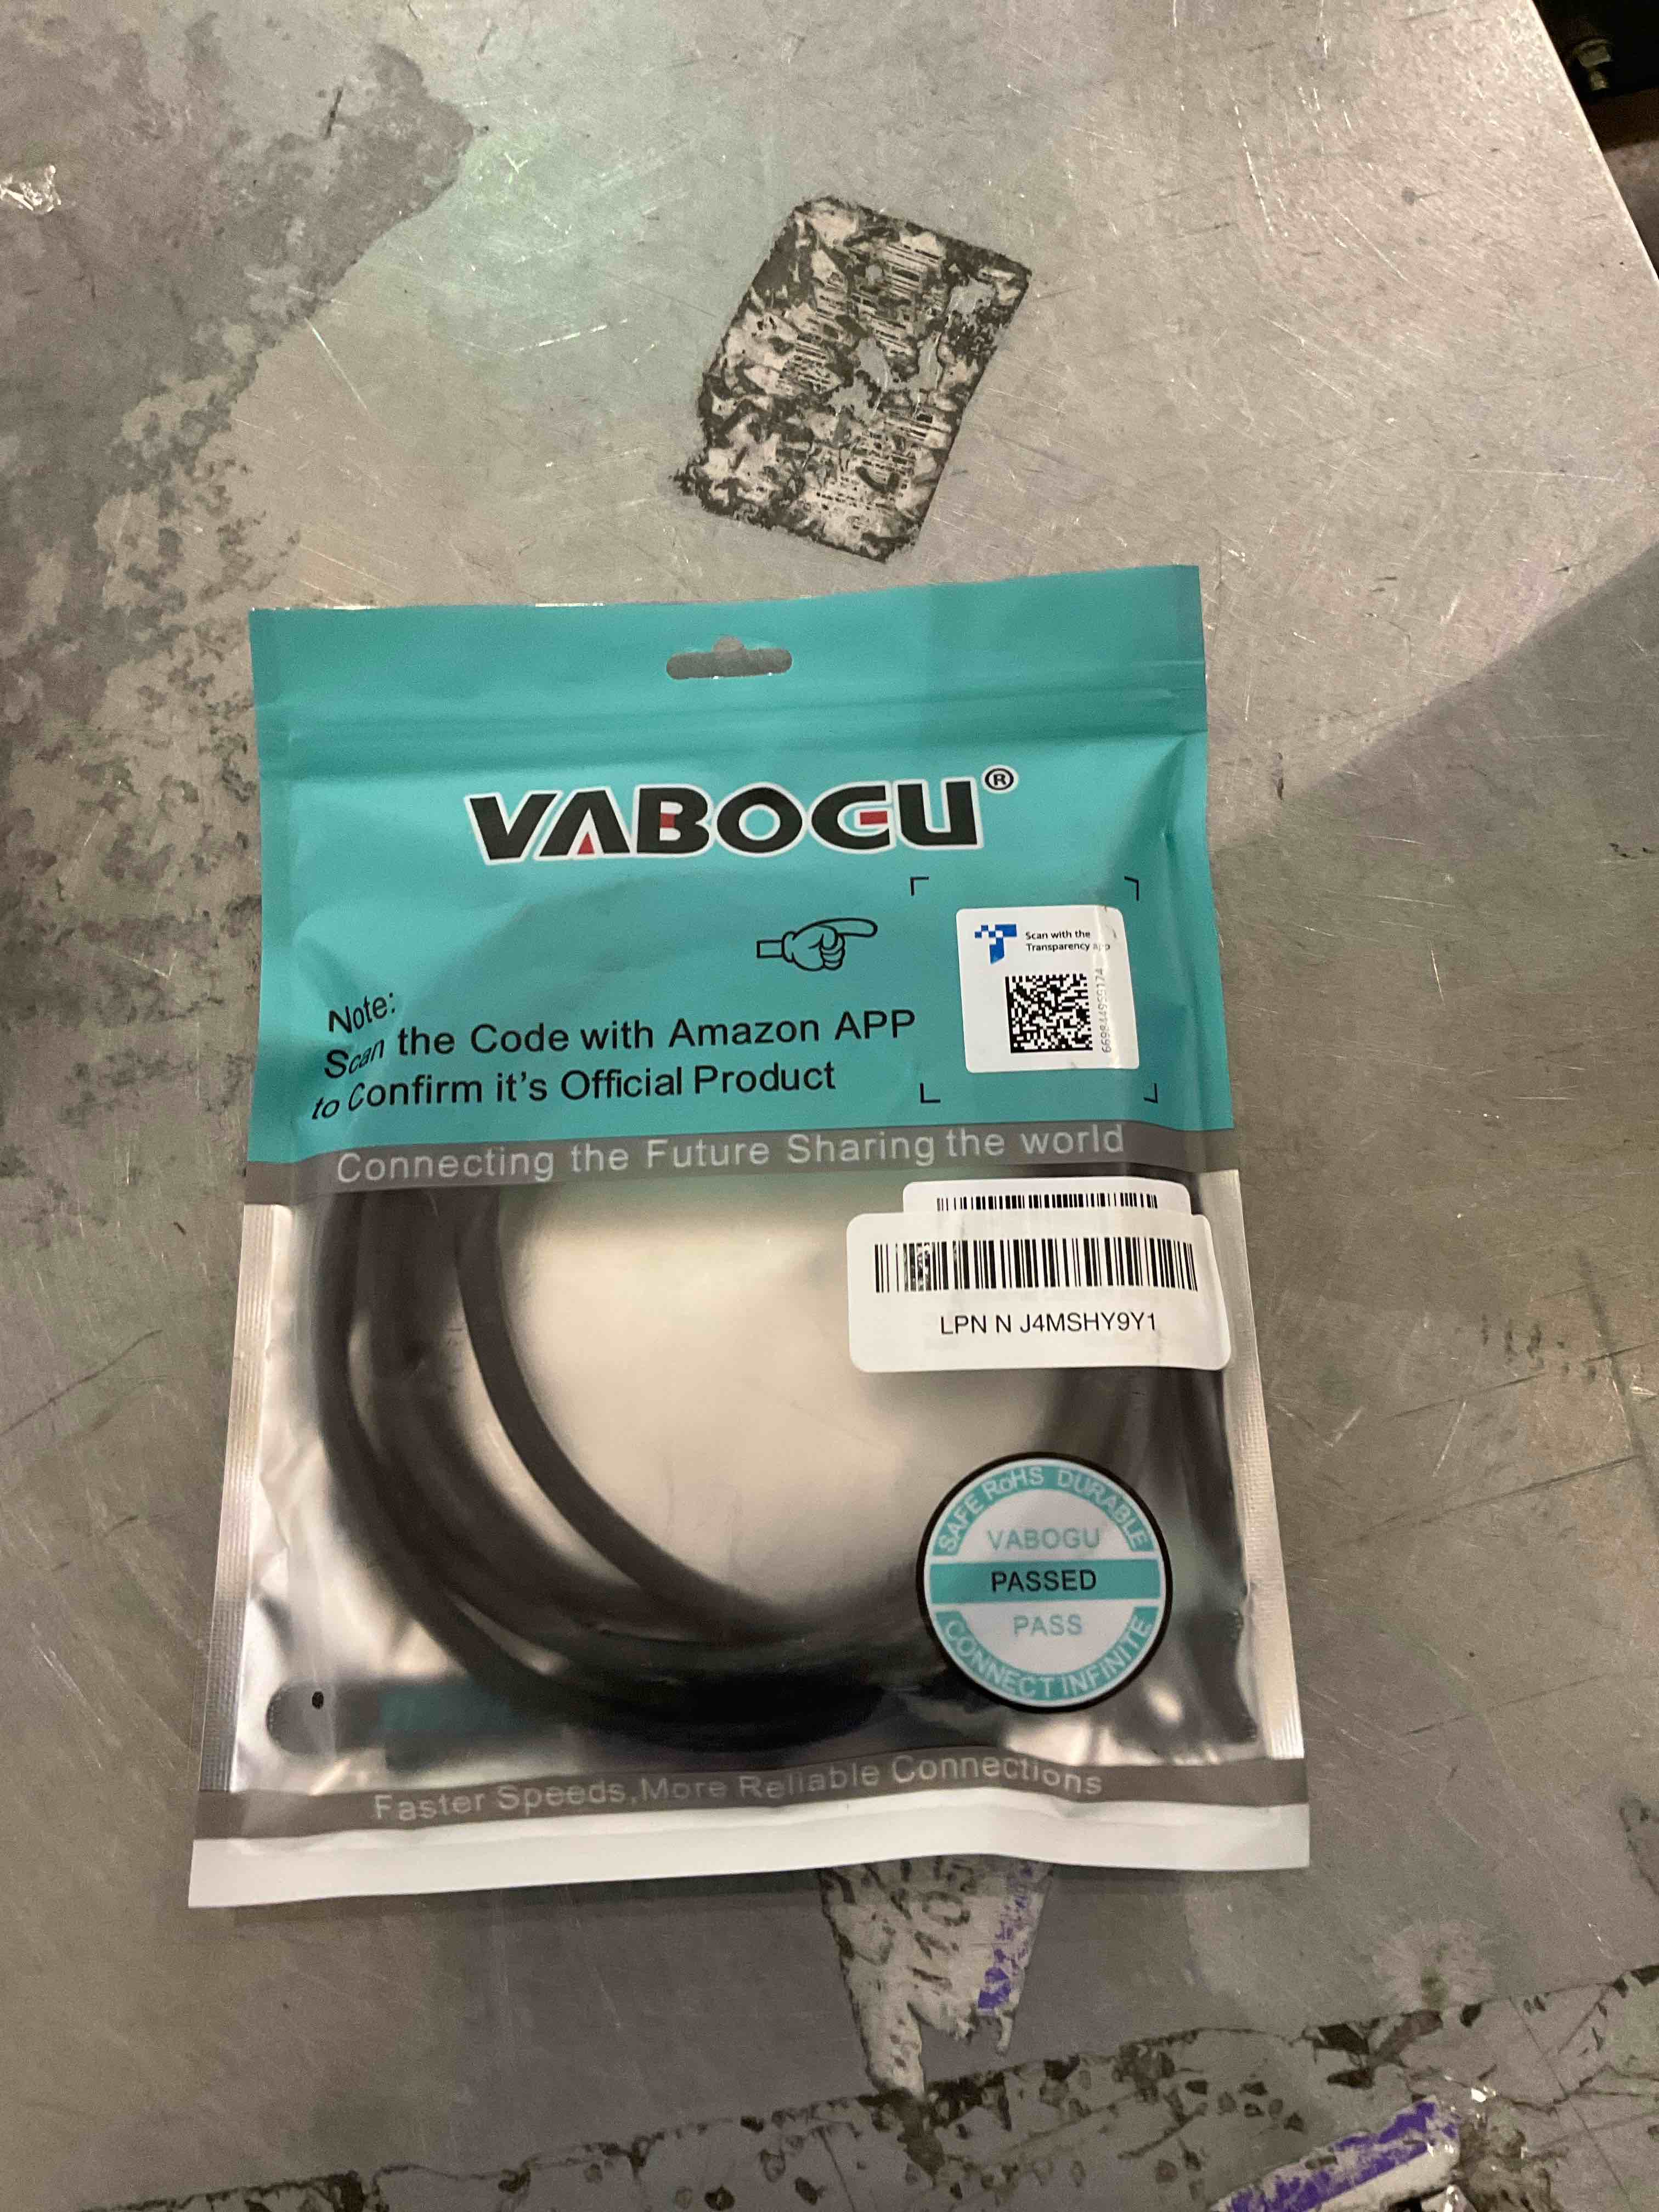 VABOGU®
Scan with the
Transparency app
Note:
Scan the Code with Amazon APP
to Confirm it's Official Product
Connecting the Future Sharing the world
LPN N J4MSHY9Y1
SAFE RoHS DURABLE
VABOGU
PASSED
PASS
CONNECT INFINITE
Faster Speeds,More Reliable Connections